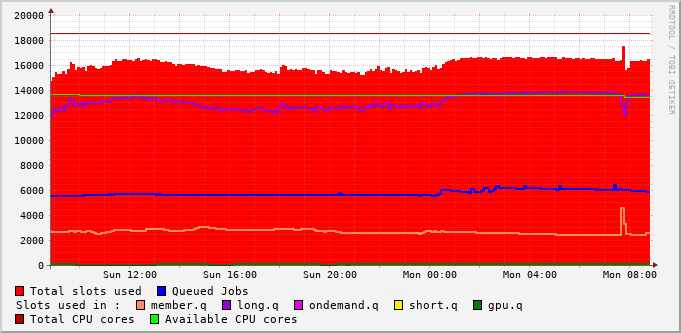 20000
18000
16000
14000
12000
10000
8000
6000
4000
2000
0
Sun 12:00 Sun 16:00 Sun 20:00 Mon 00:00 Mon 04:00 Mon 08:00
Total slots used Queued Jobs
Slots used in : member.q long.q ondemand.q short.q gpu.q
Total CPU cores Available CPU cores
RRDTOOL / TOBI OETIKER